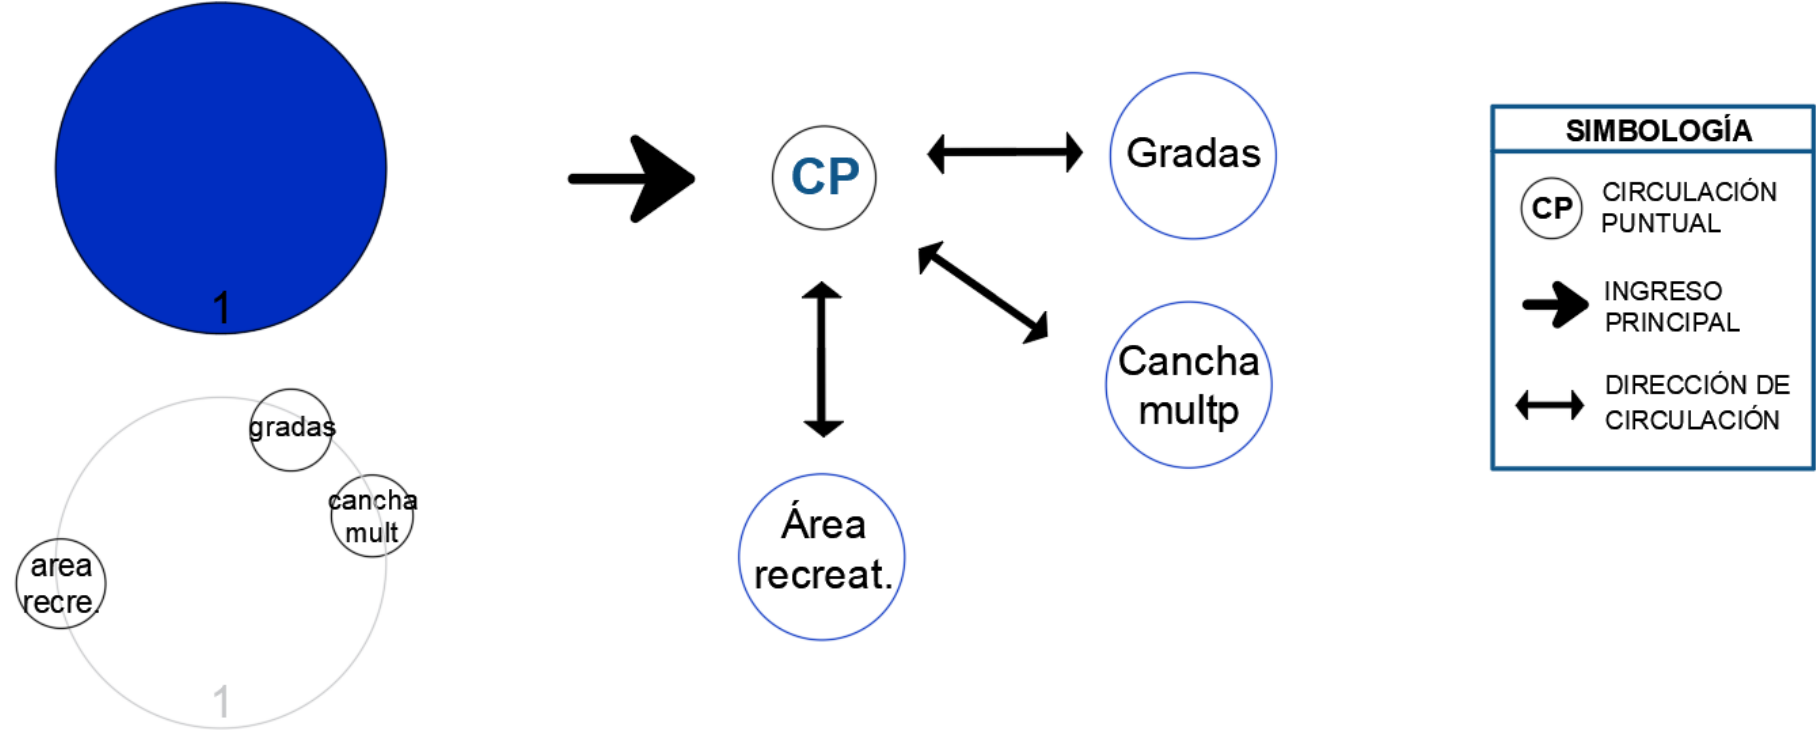 1
gradas
cancha
mult
area
recre.
1
CP
Gradas
Cancha
multp
Área
recreat.
SIMBOLOGÍA
CP
CIRCULACIÓN
PUNTUAL
INGRESO
PRINCIPAL
DIRECCIÓN DE
CIRCULACIÓN